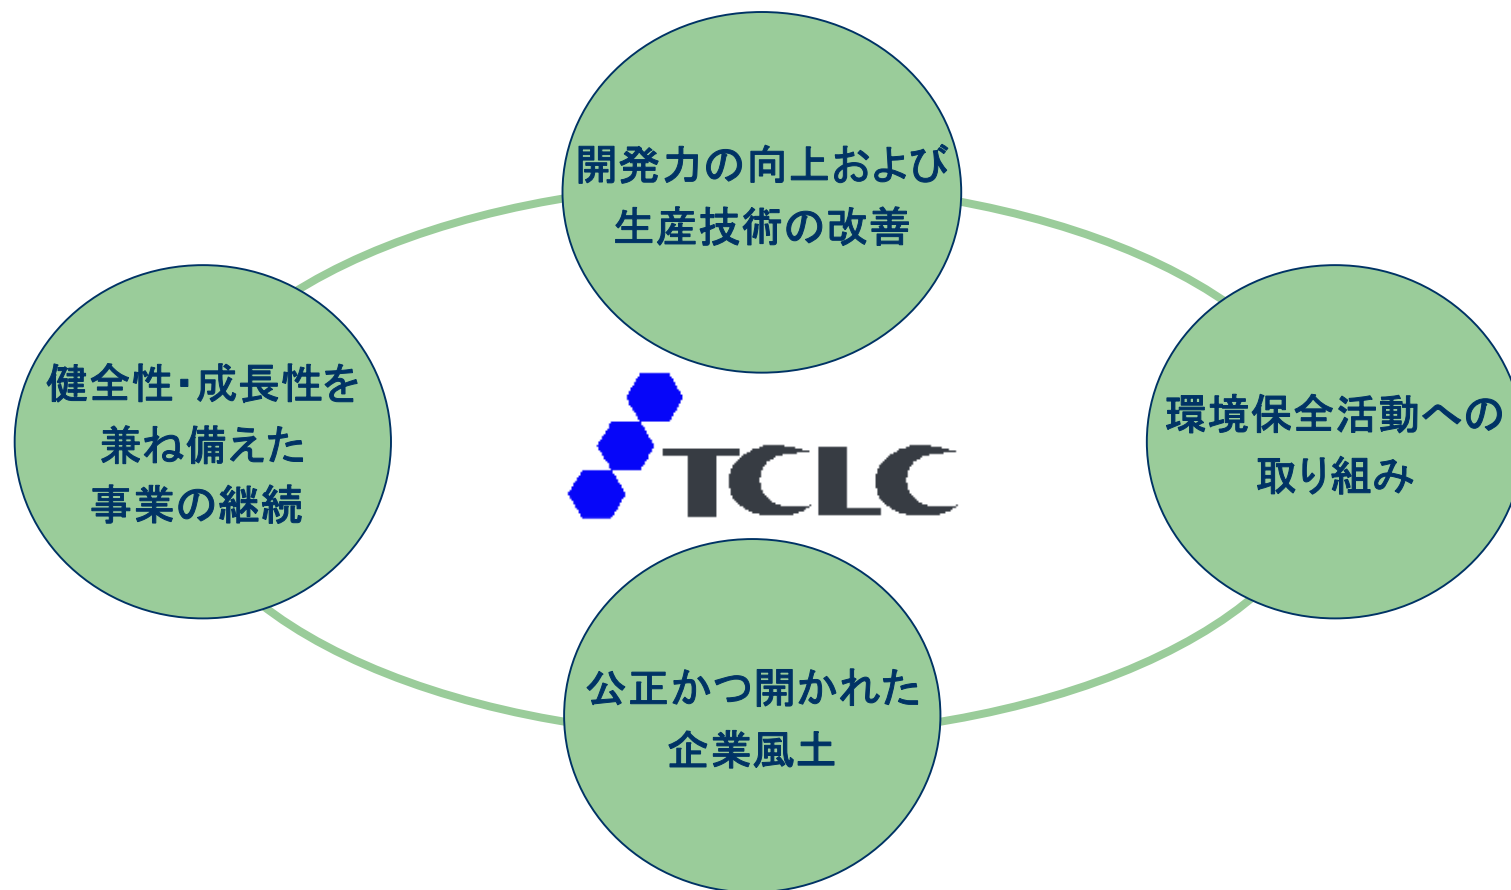 開発力の向上および
生産技術の改善
健全性・成長性を
兼ね備えた
事業の継続
環境保全活動への
取り組み
TCLC
公正かつ開かれた
企業風土